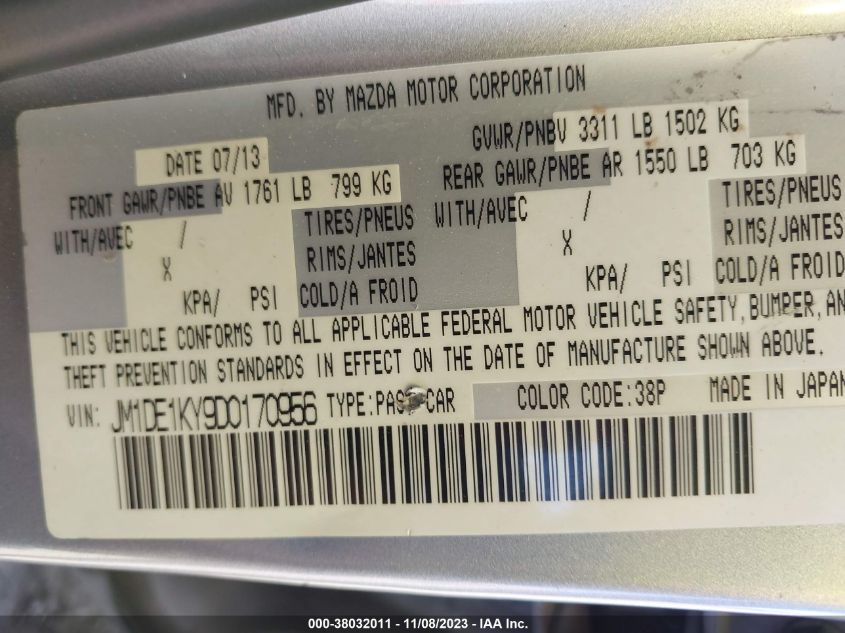 MFD. BY MAZDA MOTOR CORPORATION
DATE 07/13
GVWR/PNBV 3311 LB 1502 KG
FRONT GAWR/PNBE AV 1761 LB 799 KG
REAR GAWR/PNBE AR 1550 LB 703 KG
WITH/AVEC / TIRES/PNEUS
WITH/AVEC / TIRES/PNEUS
X RIMS/JANTES
X RIMS/JANTES
KPA/ PSI COLD/A FROID
KPA/ PSI COLD/A FROID
THIS VEHICLE CONFORMS TO ALL APPLICABLE FEDERAL MOTOR VEHICLE SAFETY, BUMPER, AN
THEFT PREVENTION STANDARDS IN EFFECT ON THE DATE OF MANUFACTURE SHOWN ABOVE.
VIN: JM1DE1KY9D0170956 TYPE:PASS CAR COLOR CODE:38P MADE IN JAPAN
000-38032011 - 11/08/2023 - IAA Inc.